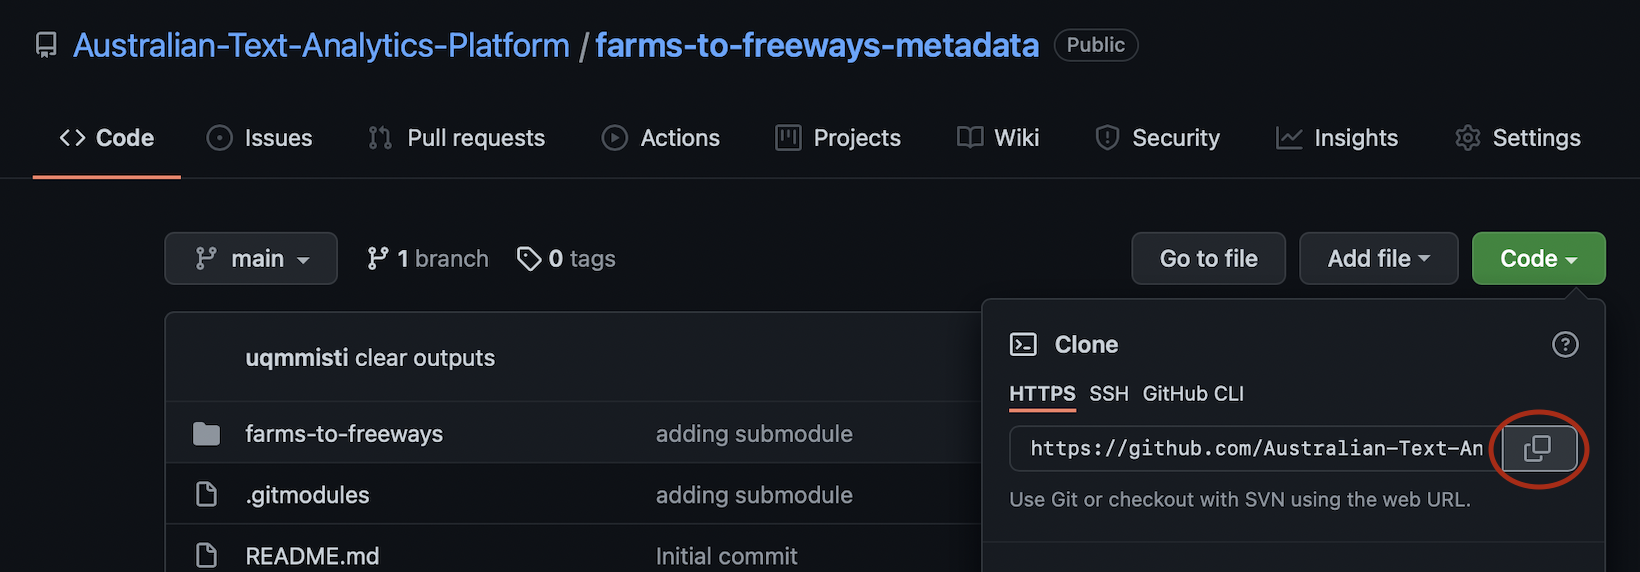 Australian-Text-Analytics-Platform / farms-to-freeways-metadata Public
Code Issues Pull requests Actions Projects Wiki Security Insights Settings
main 1 branch 0 tags Go to file Add file Code
uqmmisti clear outputs
Clone
HTTPS SSH GitHub CLI
farms-to-freeways adding submodule
https://github.com/Australian-Text-An
.gitmodules adding submodule
Use Git or checkout with SVN using the web URL.
README.md Initial commit